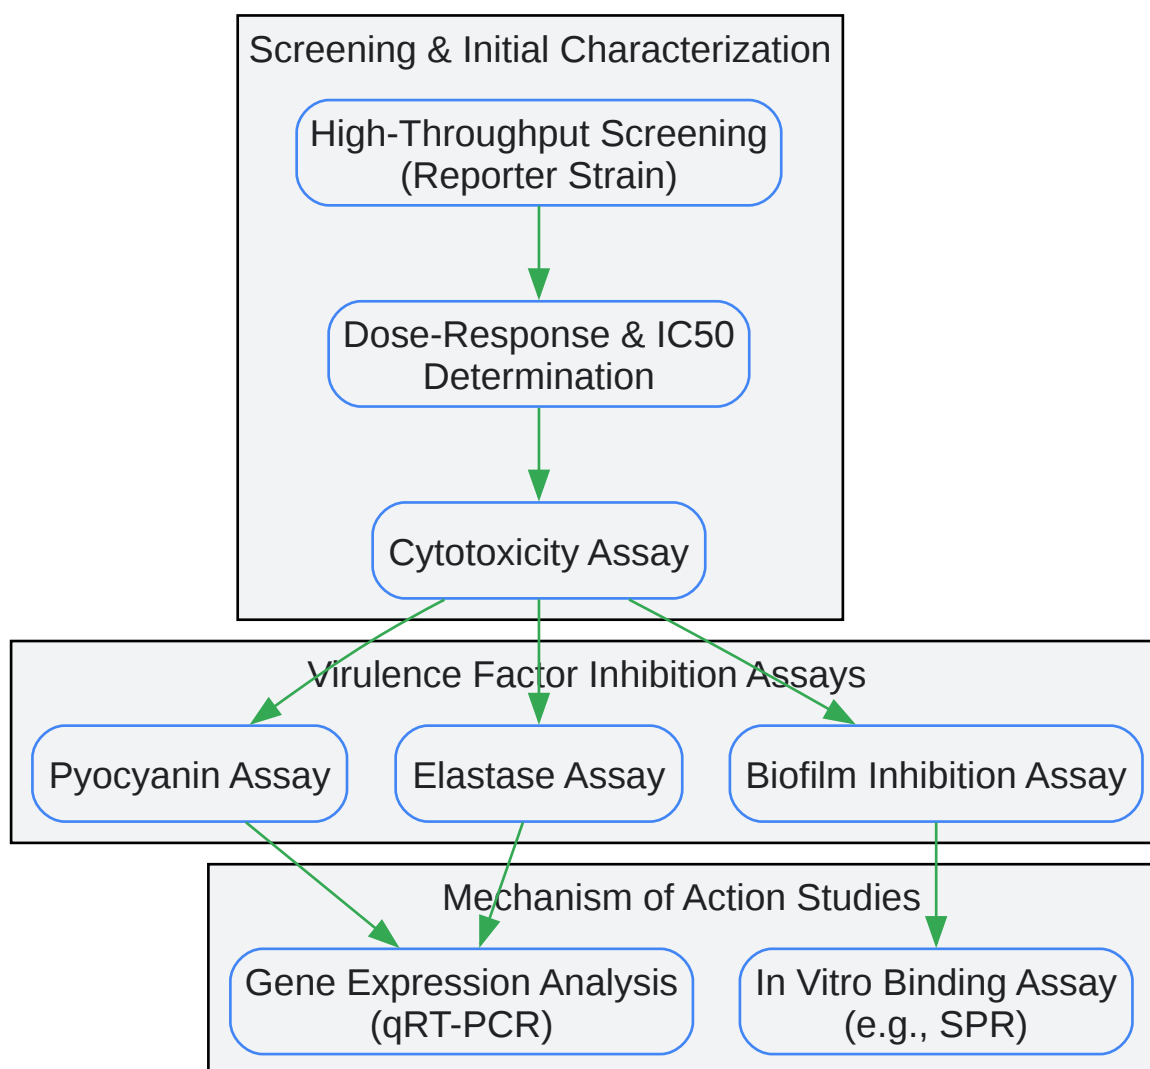 Screening & Initial Characterization
High-Throughput Screening
(Reporter Strain)
Dose-Response & IC50
Determination
Cytotoxicity Assay
Virulence Factor Inhibition Assays
Pyocyanin Assay
Elastase Assay
Biofilm Inhibition Assay
Mechanism of Action Studies
Gene Expression Analysis
(qRT-PCR)
In Vitro Binding Assay
(e.g., SPR)